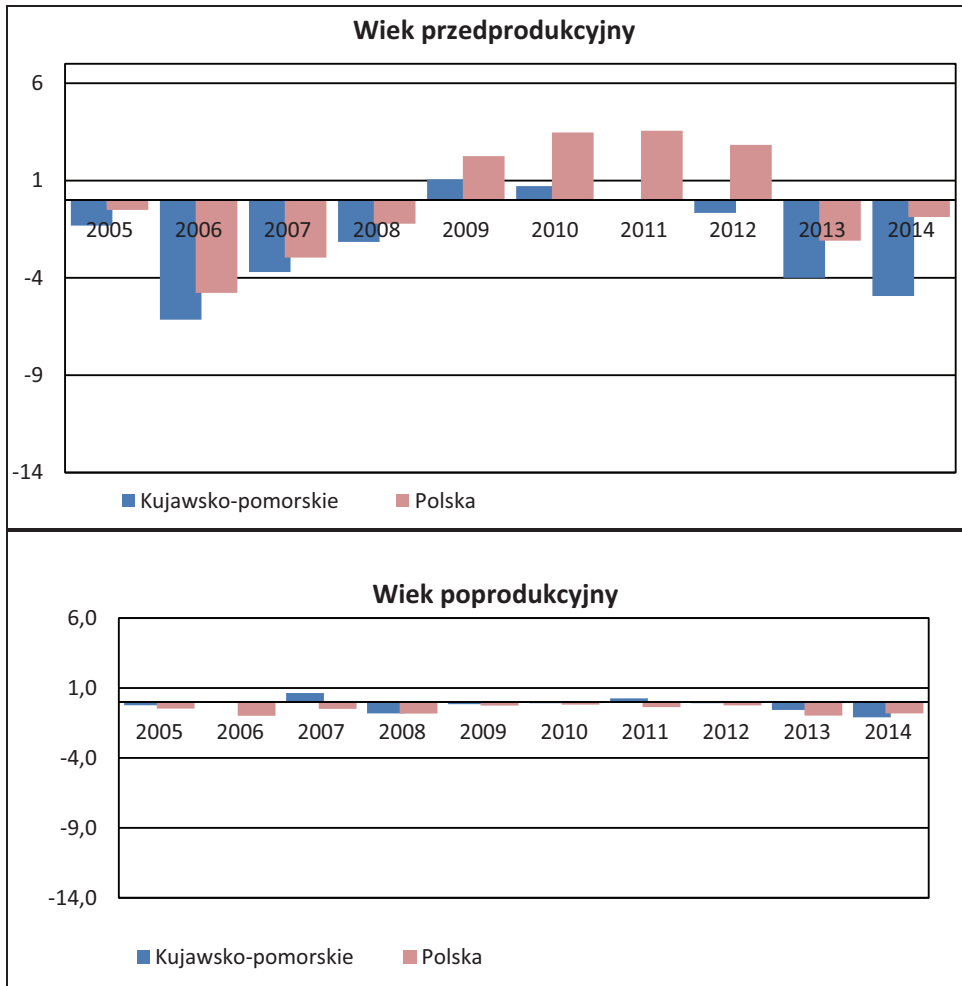 Wiek przedprodukcyjny
6
1
2005 2006 2007 2008 2009 2010 2011 2012 2013 2014
-4
-9
-14
Kujawsko-pomorskie Polska
Wiek poprodukcyjny
6,0
1,0
2005 2006 2007 2008 2009 2010 2011 2012 2013 2014
-4,0
-9,0
-14,0
Kujawsko-pomorskie Polska